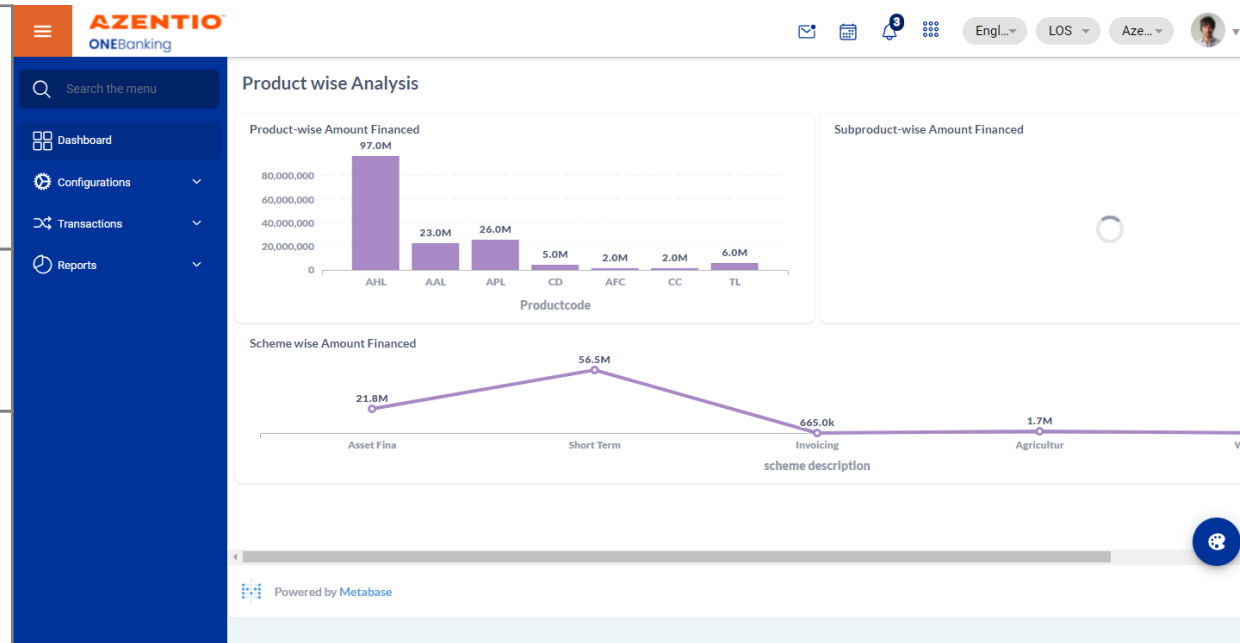 AZENTIO
ONEBanking
3
Engl...
LOS
Aze...
Search the menu
Dashboard
Configurations
Transactions
Reports
Product wise Analysis
Product-wise Amount Financed
97.0M
80,000,000
60,000,000
40,000,000
20,000,000
0
23.0M
26.0M
5.0M
2.0M
2.0M
6.0M
AHL
AAL
APL
CD
AFC
CC
TL
Productcode
Subproduct-wise Amount Financed
Scheme wise Amount Financed
21.8M
56.5M
665.0k
1.7M
Asset Fina
Short Term
Invoicing
Agricultur
scheme description
Powered by Metabase